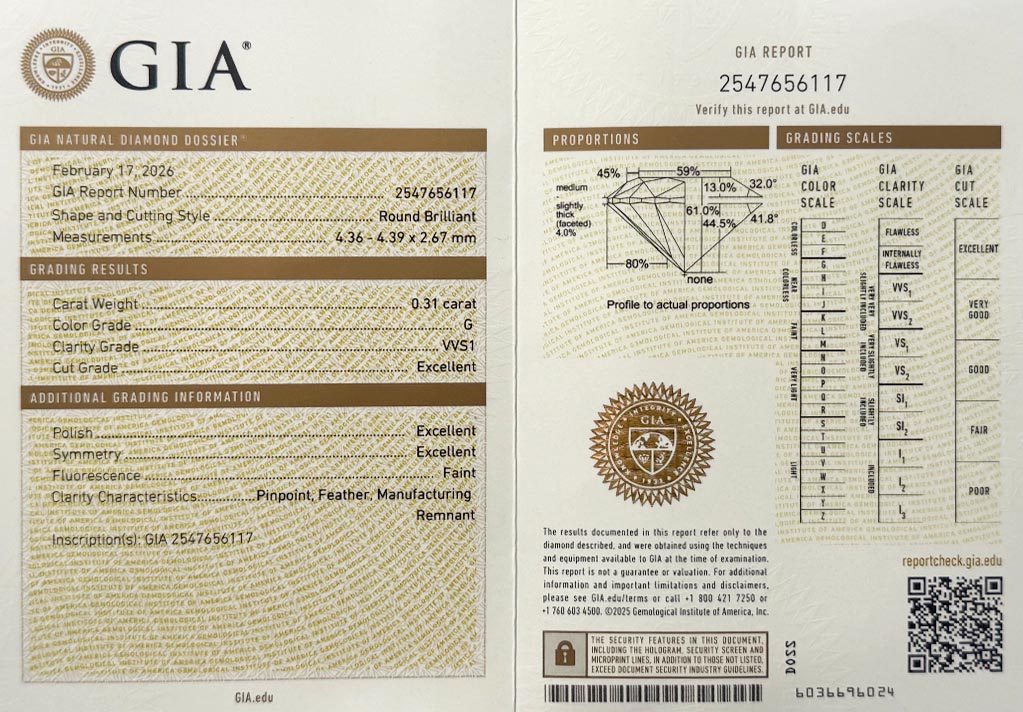 GIA®
GIA NATURAL DIAMOND DOSSIER®
February 17, 2026
GIA Report Number 2547656117
Shape and Cutting Style Round Brilliant
Measurements 4.36 - 4.39 x 2.67 mm
GRADING RESULTS
Carat Weight 0.31 carat
Color Grade G
Clarity Grade VVS1
Cut Grade Excellent
ADDITIONAL GRADING INFORMATION
Polish Excellent
Symmetry Excellent
Fluorescence Faint
Clarity Characteristics Pinpoint, Feather, Manufacturing
Remnant
Inscription(s): GIA 2547656117
GIA.edu
GIA REPORT
2547656117
Verify this report at GIA.edu
PROPORTIONS
45%
59%
medium
-
slightly
thick
(faceted)
4.0%
13.0%
32.0°
61.0%
44.5%
41.8°
80%
none
Profile to actual proportions
GRADING SCALES
GIA
COLOR
SCALE
COLORLESS
D
E
F
NEAR COLORLESS
G
H
I
J
FAINT
K
L
M
VERY LIGHT
N
O
P
Q
R
LIGHT
S
T
U
V
W
X
Y
Z
GIA
CLARITY
SCALE
FLAWLESS
INTERNALLY
FLAWLESS
VERY VERY
SLIGHTLY INCLUDED
VVS1
VVS2
VERY SLIGHTLY
INCLUDED
VS1
VS2
SLIGHTLY
INCLUDED
SI1
SI2
INCLUDED
I1
I2
I3
GIA
CUT
SCALE
EXCELLENT
VERY
GOOD
GOOD
FAIR
POOR
GIA
The results documented in this report refer only to the
diamond described, and were obtained using the techniques
and equipment available to GIA at the time of examination.
This report is not a guarantee or valuation. For additional
information and important limitations and disclaimers,
please see GIA.edu/terms or call +1 800 421 7250 or
+1 760 603 4500. ©2025 Gemological Institute of America, Inc.
THE SECURITY FEATURES IN THIS DOCUMENT,
INCLUDING THE HOLOGRAM, SECURITY SCREEN AND
MICROPRINT LINES, IN ADDITION TO THOSE NOT LISTED,
EXCEED DOCUMENT SECURITY INDUSTRY GUIDELINES.
reportcheck.gia.edu
6036696024